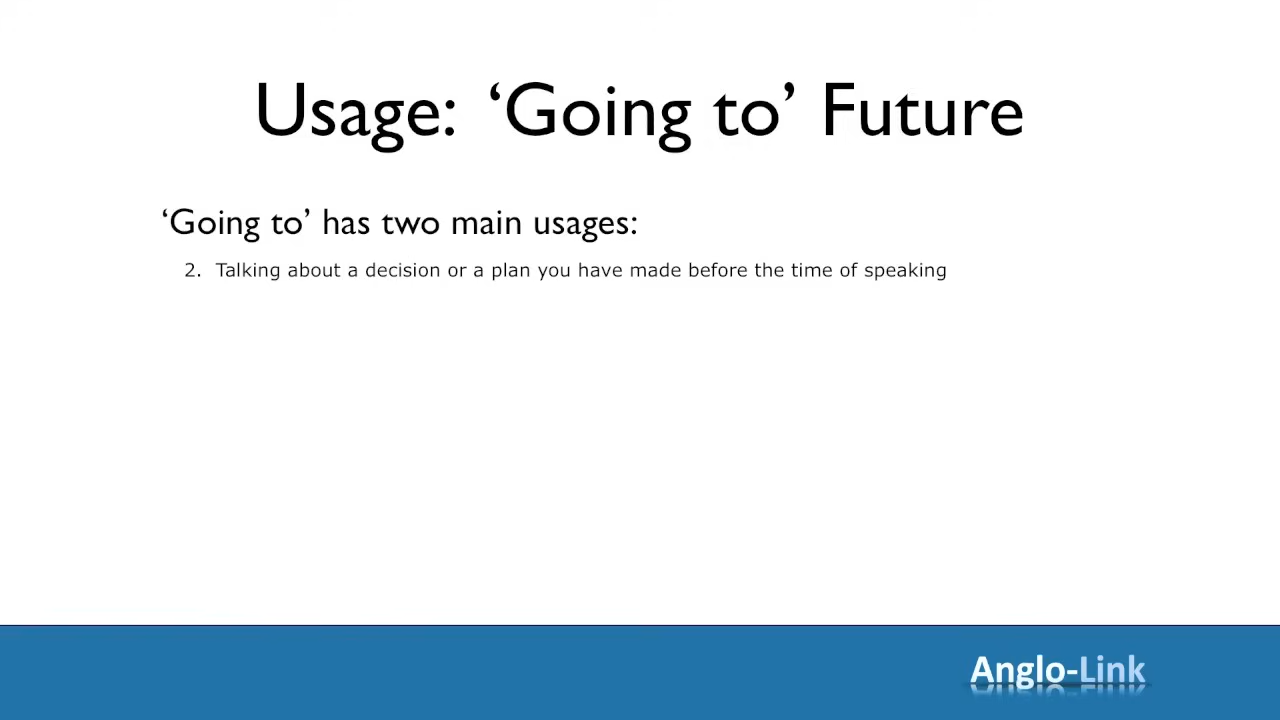 Usage: ‘Going to’ Future
‘Going to’ has two main usages:
2. Talking about a decision or a plan you have made before the time of speaking
Anglo-Link